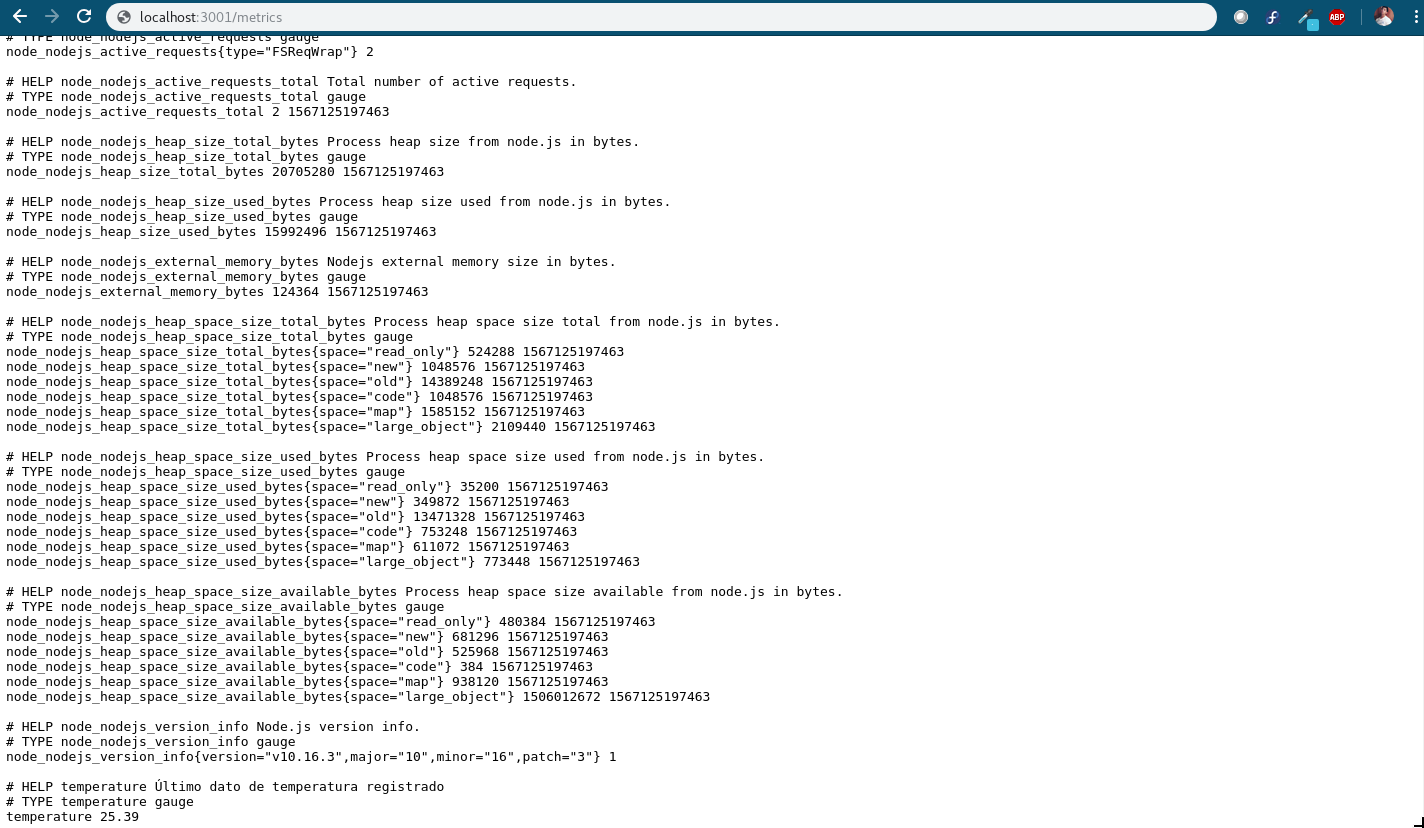 localhost:3001/metrics
ABP
# TYPE node_nodejs_active_requests gauge
node_nodejs_active_requests{type="FSReqWrap"} 2
# HELP node_nodejs_active_requests_total Total number of active requests.
# TYPE node_nodejs_active_requests_total gauge
node_nodejs_active_requests_total 2 1567125197463
# HELP node_nodejs_heap_size_total_bytes Process heap size from node.js in bytes.
# TYPE node_nodejs_heap_size_total_bytes gauge
node_nodejs_heap_size_total_bytes 20705280 1567125197463
# HELP node_nodejs_heap_size_used_bytes Process heap size used from node.js in bytes.
# TYPE node_nodejs_heap_size_used_bytes gauge
node_nodejs_heap_size_used_bytes 15992496 1567125197463
# HELP node_nodejs_external_memory_bytes Nodejs external memory size in bytes.
# TYPE node_nodejs_external_memory_bytes gauge
node_nodejs_external_memory_bytes 124364 1567125197463
# HELP node_nodejs_heap_space_size_total_bytes Process heap space size total from node.js in bytes.
# TYPE node_nodejs_heap_space_size_total_bytes gauge
node_nodejs_heap_space_size_total_bytes{space="read_only"} 524288 1567125197463
node_nodejs_heap_space_size_total_bytes{space="new"} 1048576 1567125197463
node_nodejs_heap_space_size_total_bytes{space="old"} 14389248 1567125197463
node_nodejs_heap_space_size_total_bytes{space="code"} 1048576 1567125197463
node_nodejs_heap_space_size_total_bytes{space="map"} 1585152 1567125197463
node_nodejs_heap_space_size_total_bytes{space="large_object"} 2109440 1567125197463
# HELP node_nodejs_heap_space_size_used_bytes Process heap space size used from node.js in bytes.
# TYPE node_nodejs_heap_space_size_used_bytes gauge
node_nodejs_heap_space_size_used_bytes{space="read_only"} 35200 1567125197463
node_nodejs_heap_space_size_used_bytes{space="new"} 349872 1567125197463
node_nodejs_heap_space_size_used_bytes{space="old"} 13471328 1567125197463
node_nodejs_heap_space_size_used_bytes{space="code"} 753248 1567125197463
node_nodejs_heap_space_size_used_bytes{space="map"} 611072 1567125197463
node_nodejs_heap_space_size_used_bytes{space="large_object"} 773448 1567125197463
# HELP node_nodejs_heap_space_size_available_bytes Process heap space size available from node.js in bytes.
# TYPE node_nodejs_heap_space_size_available_bytes gauge
node_nodejs_heap_space_size_available_bytes{space="read_only"} 480384 1567125197463
node_nodejs_heap_space_size_available_bytes{space="new"} 681296 1567125197463
node_nodejs_heap_space_size_available_bytes{space="old"} 525968 1567125197463
node_nodejs_heap_space_size_available_bytes{space="code"} 384 1567125197463
node_nodejs_heap_space_size_available_bytes{space="map"} 938120 1567125197463
node_nodejs_heap_space_size_available_bytes{space="large_object"} 1506012672 1567125197463
# HELP node_nodejs_version_info Node.js version info.
# TYPE node_nodejs_version_info gauge
node_nodejs_version_info{version="v10.16.3",major="10",minor="16",patch="3"} 1
# HELP temperature Último dato de temperatura registrado
# TYPE temperature gauge
temperature 25.39